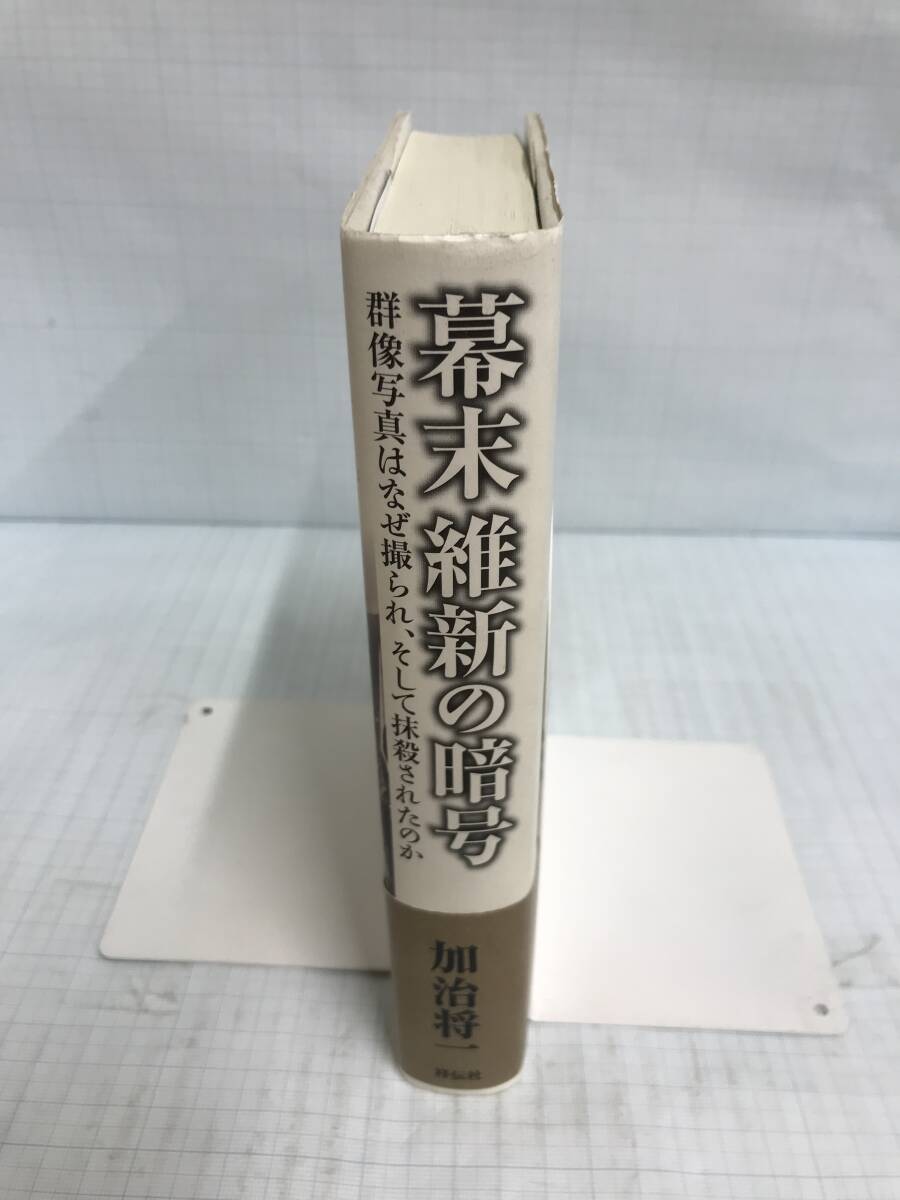 幕末 維新の暗号
群像写真はなぜ撮られ、そして抹殺されたのか
加治将一
祥伝社